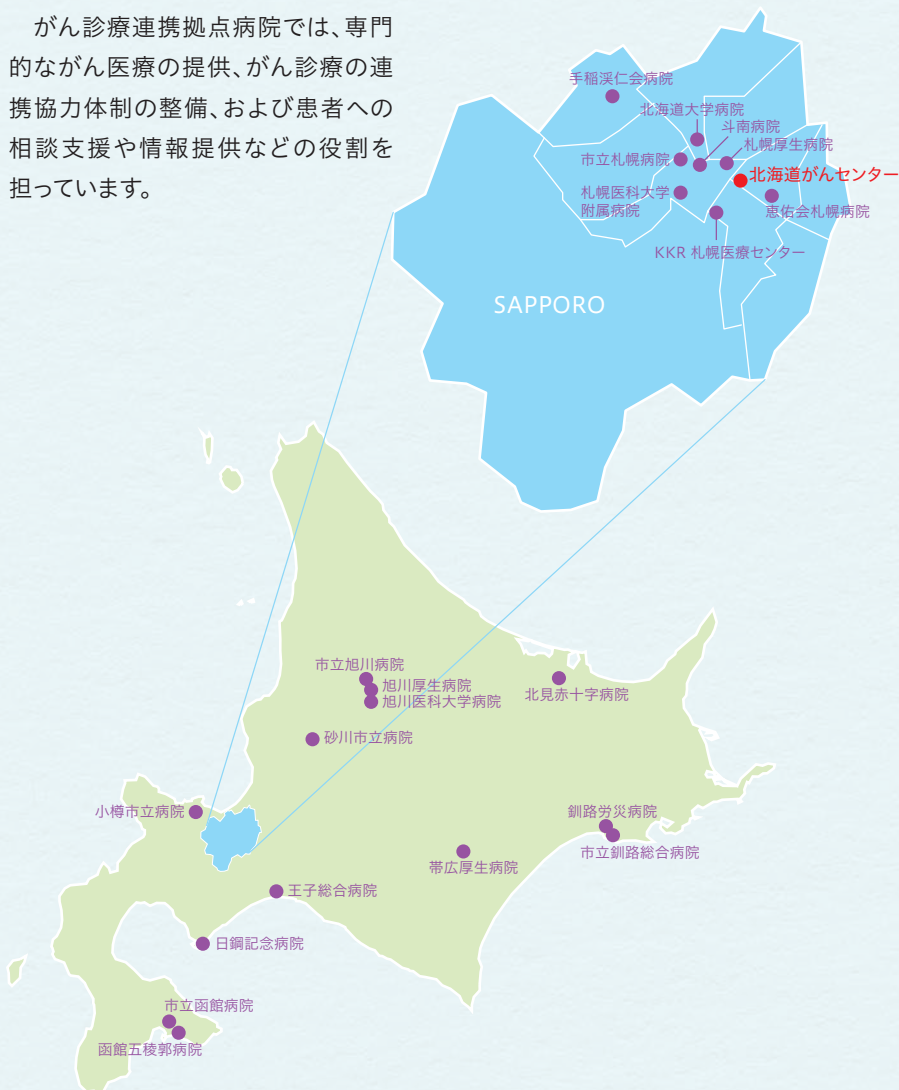 がん診療連携拠点病院では、専門
的ながん医療の提供、がん診療の連
携協力体制の整備、および患者への
相談支援や情報提供などの役割を
担っています。
手稲渓仁会病院
北海道大学病院
斗南病院
札幌厚生病院
市立札幌病院
北海道がんセンター
札幌医科大学
附属病院
恵佑会札幌病院
KKR 札幌医療センター
SAPPORO
市立旭川病院
旭川厚生病院
旭川医科大学病院
北見赤十字病院
砂川市立病院
小樽市立病院
釧路労災病院
市立釧路総合病院
帯広厚生病院
王子総合病院
日鋼記念病院
市立函館病院
函館五稜郭病院